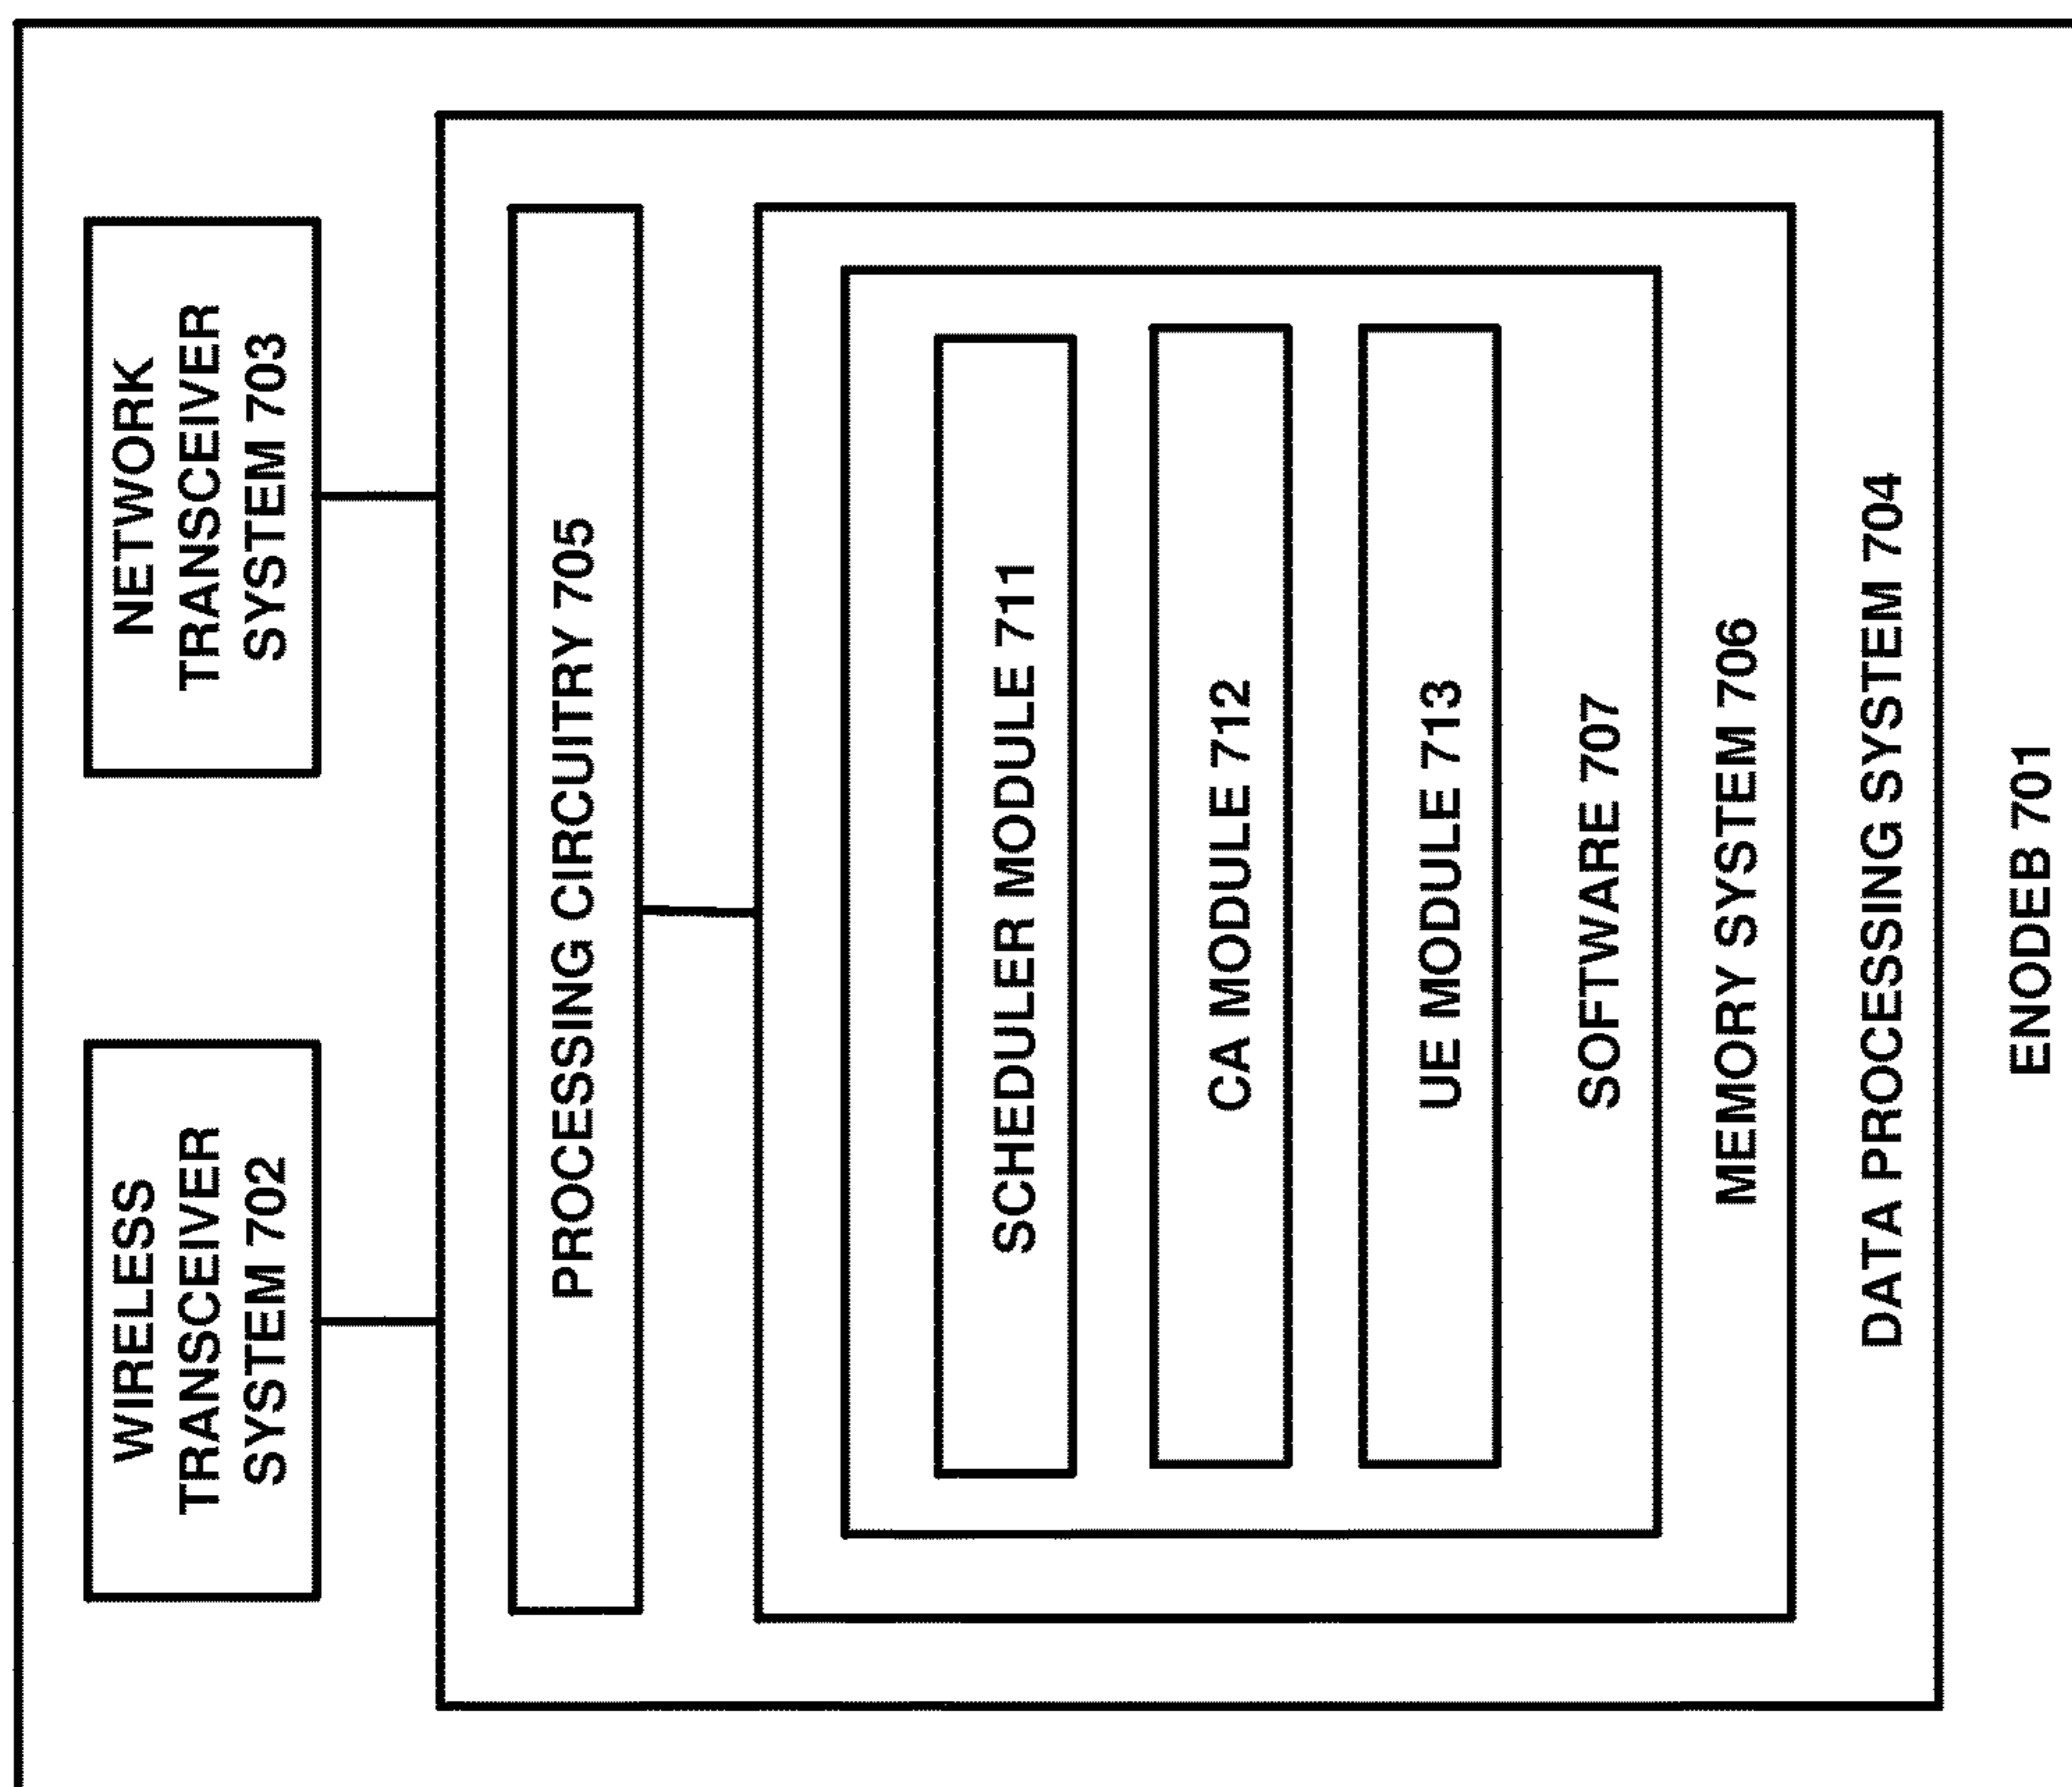 WIRELESS
TRANSCEIVER
SYSTEM 702
NETWORK
TRANSCEIVER
SYSTEM 703
PROCESSING CIRCUITRY 705
SCHEDULER MODULE 711
CA MODULE 712
UE MODULE 713
SOFTWARE 707
MEMORY SYSTEM 706
DATA PROCESSING SYSTEM 704
ENODEB 701